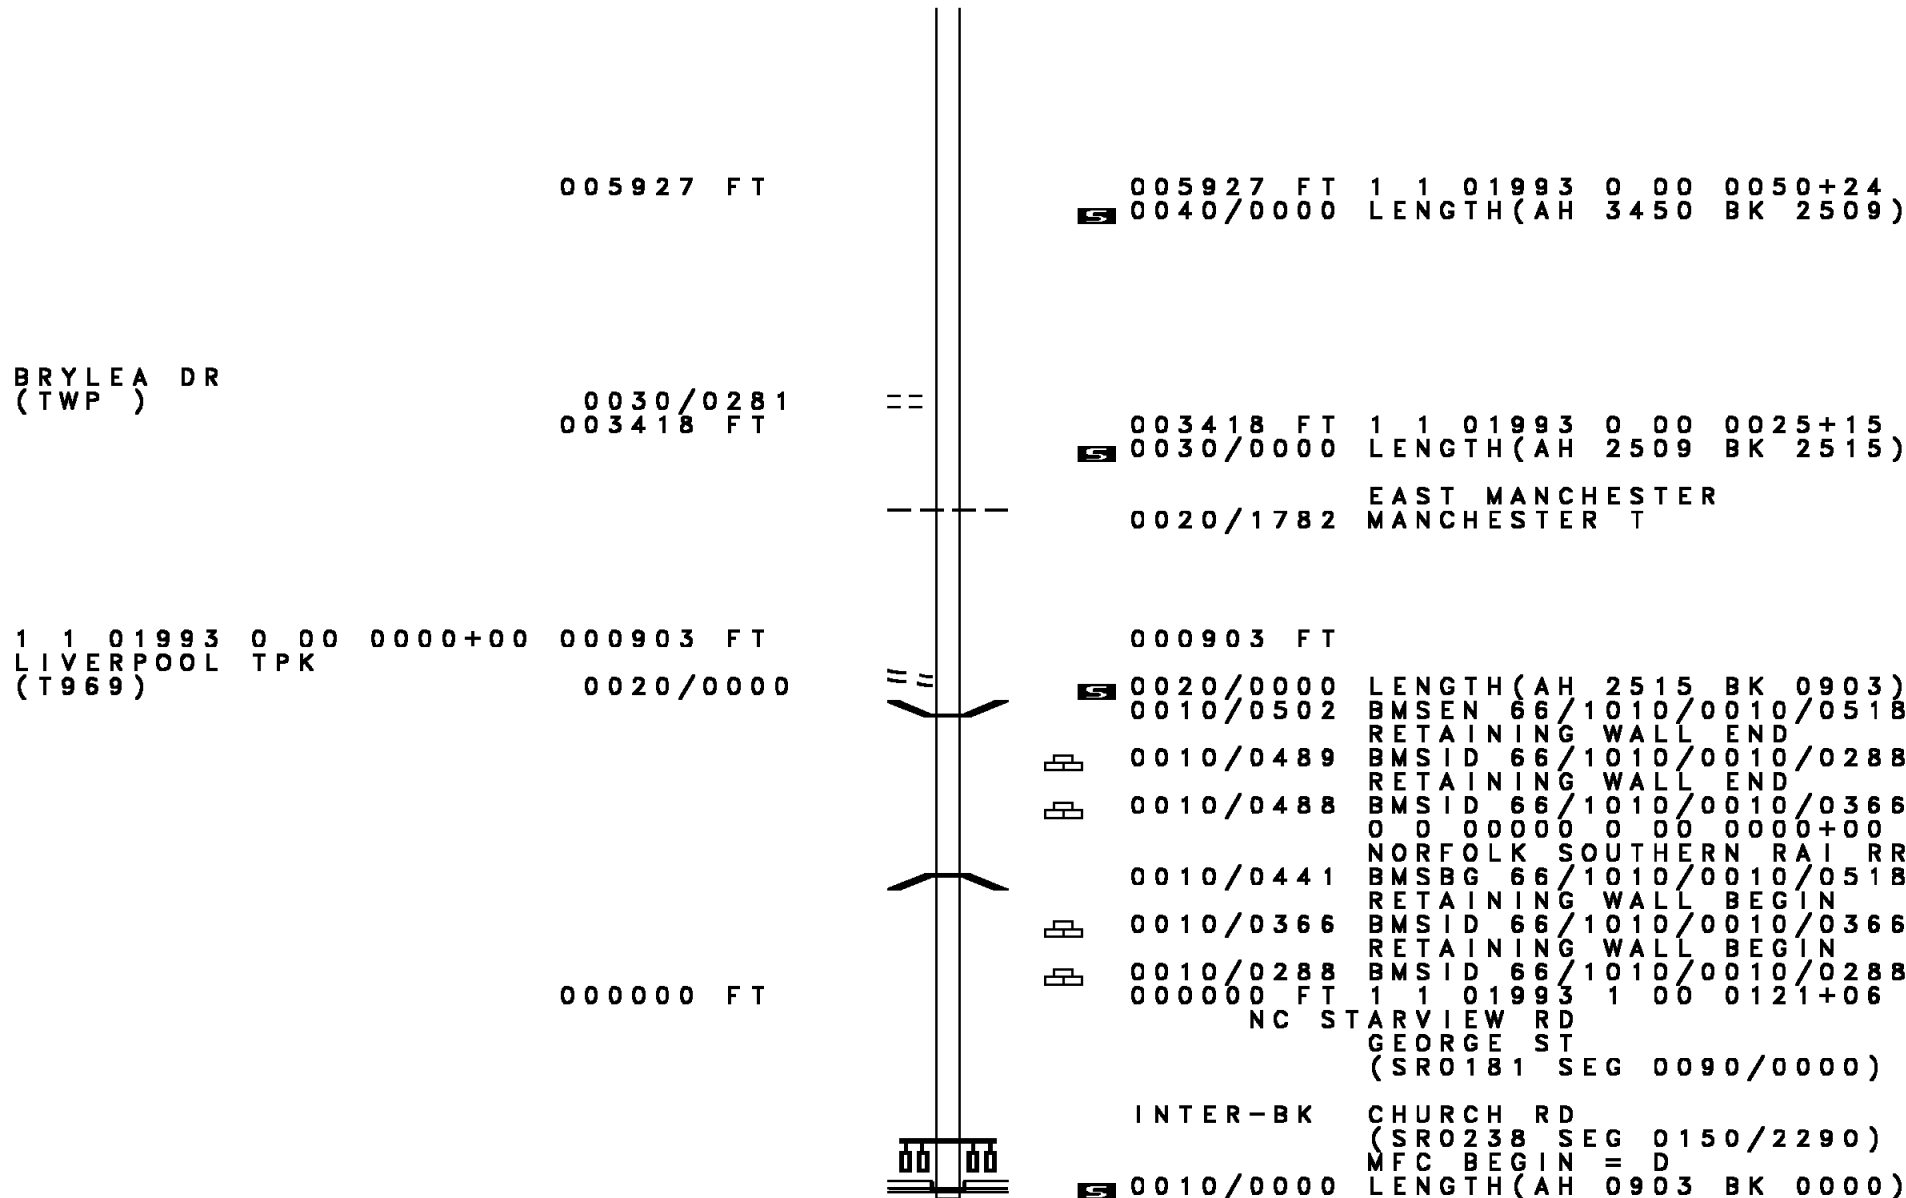 005927 FT 005927 FT 1 1 01993 0 00 0050+24
S 0040/0000 LENGTH(AH 3450 BK 2509)
BRYLEA DR
(TWP ) 0030/0281
003418 FT 003418 FT 1 1 01993 0 00 0025+15
S 0030/0000 LENGTH(AH 2509 BK 2515)
EAST MANCHESTER
0020/1782 MANCHESTER T
1 1 01993 0 00 0000+00 000903 FT 000903 FT
LIVERPOOL TPK
(T969) 0020/0000 S 0020/0000 LENGTH(AH 2515 BK 0903)
0010/0502 BMSEN 66/1010/0010/0518
RETAINING WALL END
0010/0489 BMSID 66/1010/0010/0288
RETAINING WALL END
0010/0488 BMSID 66/1010/0010/0366
0 0 00000 0 00 0000+00
NORFOLK SOUTHERN RAI RR
0010/0441 BMSBG 66/1010/0010/0518
RETAINING WALL BEGIN
0010/0366 BMSID 66/1010/0010/0366
RETAINING WALL BEGIN
0010/0288 BMSID 66/1010/0010/0288
000000 FT 000000 FT 1 1 01993 1 00 0121+06
NC STARVIEW RD
GEORGE ST
(SR0181 SEG 0090/0000)
INTER-BK CHURCH RD
(SR0238 SEG 0150/2290)
MFC BEGIN = D
S 0010/0000 LENGTH(AH 0903 BK 0000)